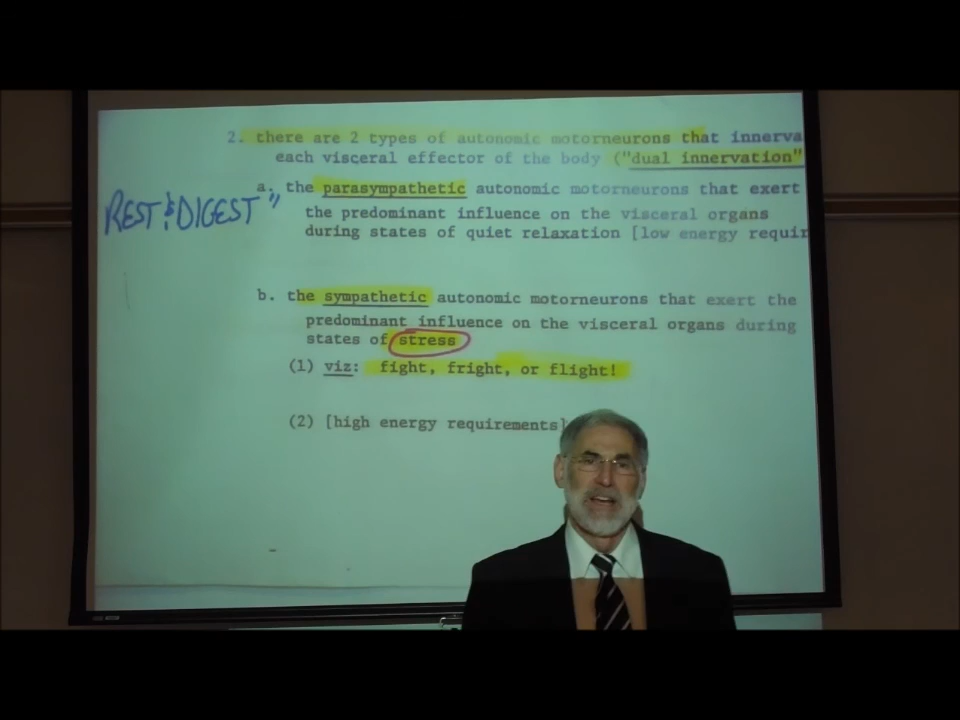 2. there are 2 types of autonomic motorneurons that innerva
each visceral effector of the body ("dual innervation"
a. the parasympathetic autonomic motorneurons that exert
REST & DIGEST"
the predominant influence on the visceral organs
during states of quiet relaxation [low energy requir
b. the sympathetic autonomic motorneurons that exert the
predominant influence on the visceral organs during
states of stress
(1) viz: fight, fright, or flight!
(2) [high energy requirements]